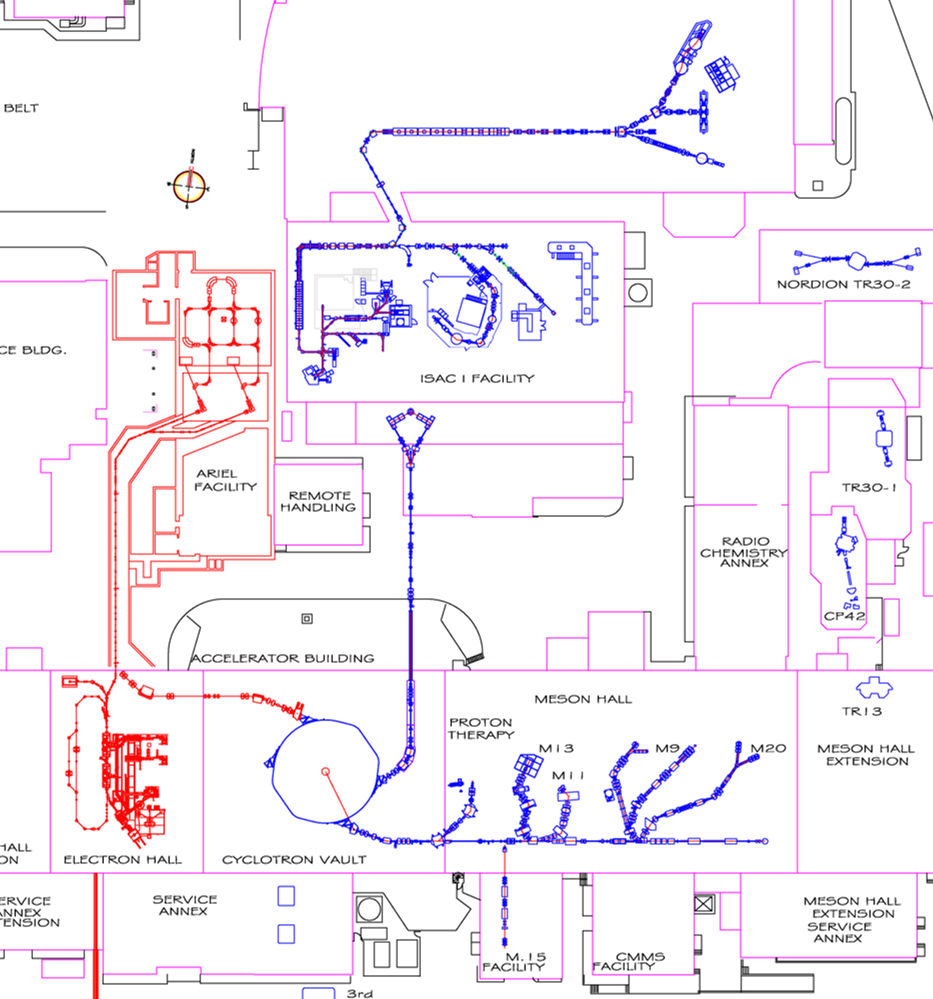 BELT
NORDION TR30-2
CE BLDG.
ISAC I FACILITY
ARIEL
FACILITY
REMOTE
HANDLING
TR30-1
RADIO
CHEMISTRY
ANNEX
CP42
ACCELERATOR BUILDING
MESON HALL
PROTON
THERAPY
M13
M11
M9
M20
TR13
MESON HALL
EXTENSION
HALL
ON
ELECTRON HALL
CYCLOTRON VAULT
ERVICE
ANNEX
TENSION
SERVICE
ANNEX
M.15
FACILITY
CMMS
FACILITY
MESON HALL
EXTENSION
SERVICE
ANNEX
3rd